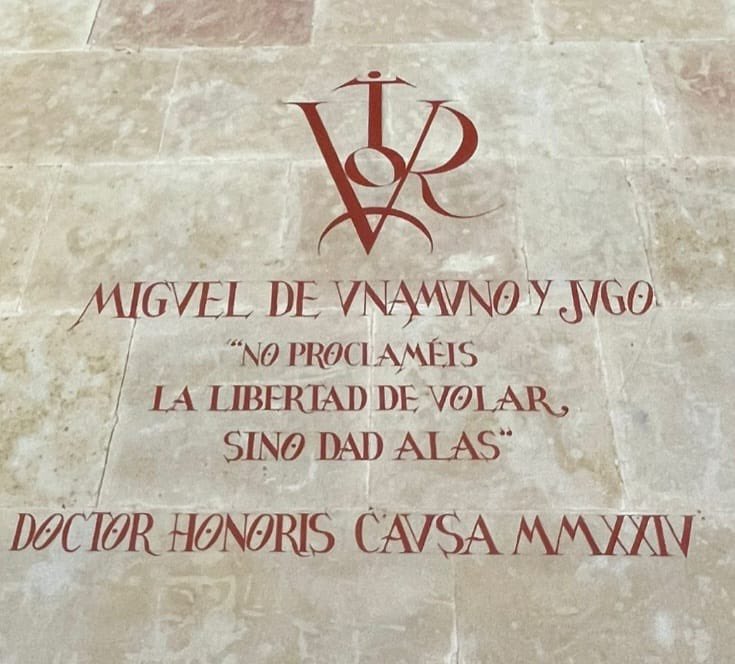 MIGVEL DE VNAMVNO Y JVGO
“NO PROCLAMÉIS
LA LIBERTAD DE VOLAR,
SINO DAD ALAS“
DOCTOR HONORIS CAVSA MMXXIV